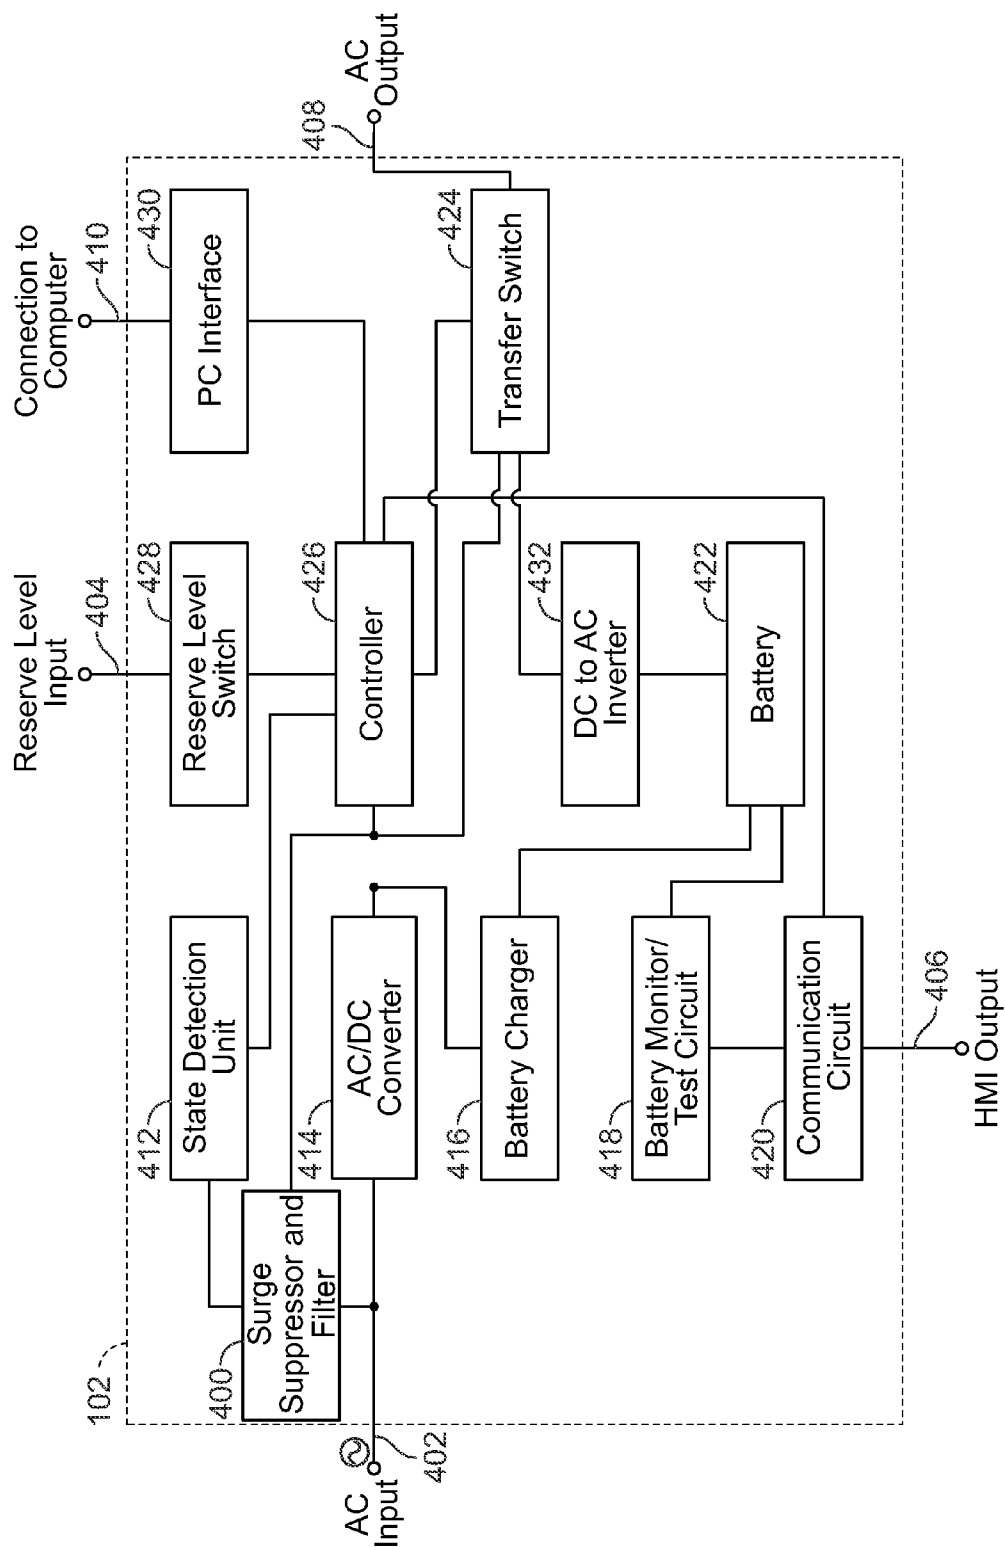 Connection to
Computer
410
Reserve Level
Input
404
102
AC
Output
408
PC Interface
430
Reserve Level
Switch
428
State Detection
Unit
412
Surge
Suppressor and
Filter
400
AC
Input
402
AC/DC
Converter
414
Controller
426
Transfer Switch
424
Battery Charger
416
DC to AC
Inverter
432
Battery Monitor/
Test Circuit
418
Battery
422
Communication
Circuit
420
406
HMI Output